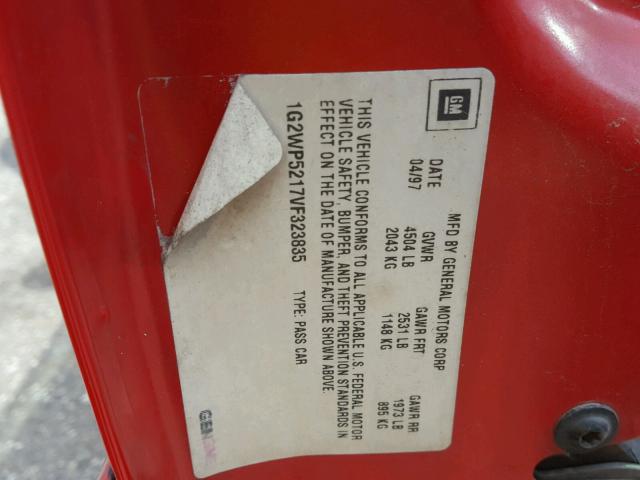 GM
MFD BY GENERAL MOTORS CORP
DATE GVWR GAWR FRT GAWR RR
04/97 4504 LB 2531 LB 1973 LB
2043 KG 1148 KG 895 KG
THIS VEHICLE CONFORMS TO ALL APPLICABLE U.S. FEDERAL MOTOR
VEHICLE SAFETY, BUMPER, AND THEFT PREVENTION STANDARDS IN
EFFECT ON THE DATE OF MANUFACTURE SHOWN ABOVE.
1G2WP5217VF323835 TYPE: PASS CAR